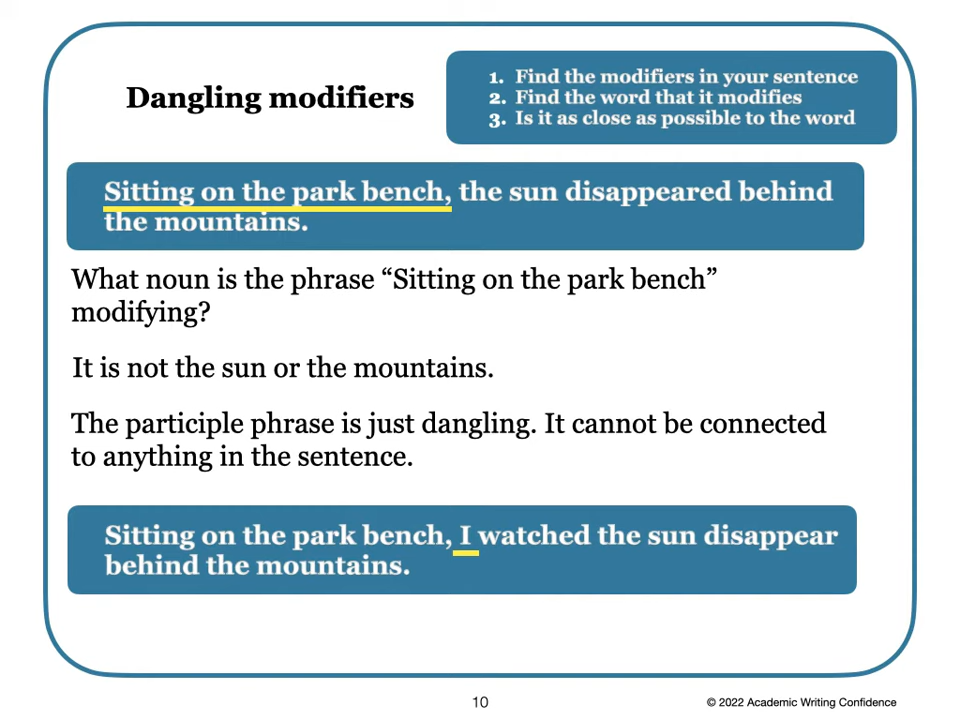 Dangling modifiers
1. Find the modifiers in your sentence
2. Find the word that it modifies
3. Is it as close as possible to the word
Sitting on the park bench, the sun disappeared behind
the mountains.
What noun is the phrase “Sitting on the park bench”
modifying?
It is not the sun or the mountains.
The participle phrase is just dangling. It cannot be connected
to anything in the sentence.
Sitting on the park bench, I watched the sun disappear
behind the mountains.
10
© 2022 Academic Writing Confidence